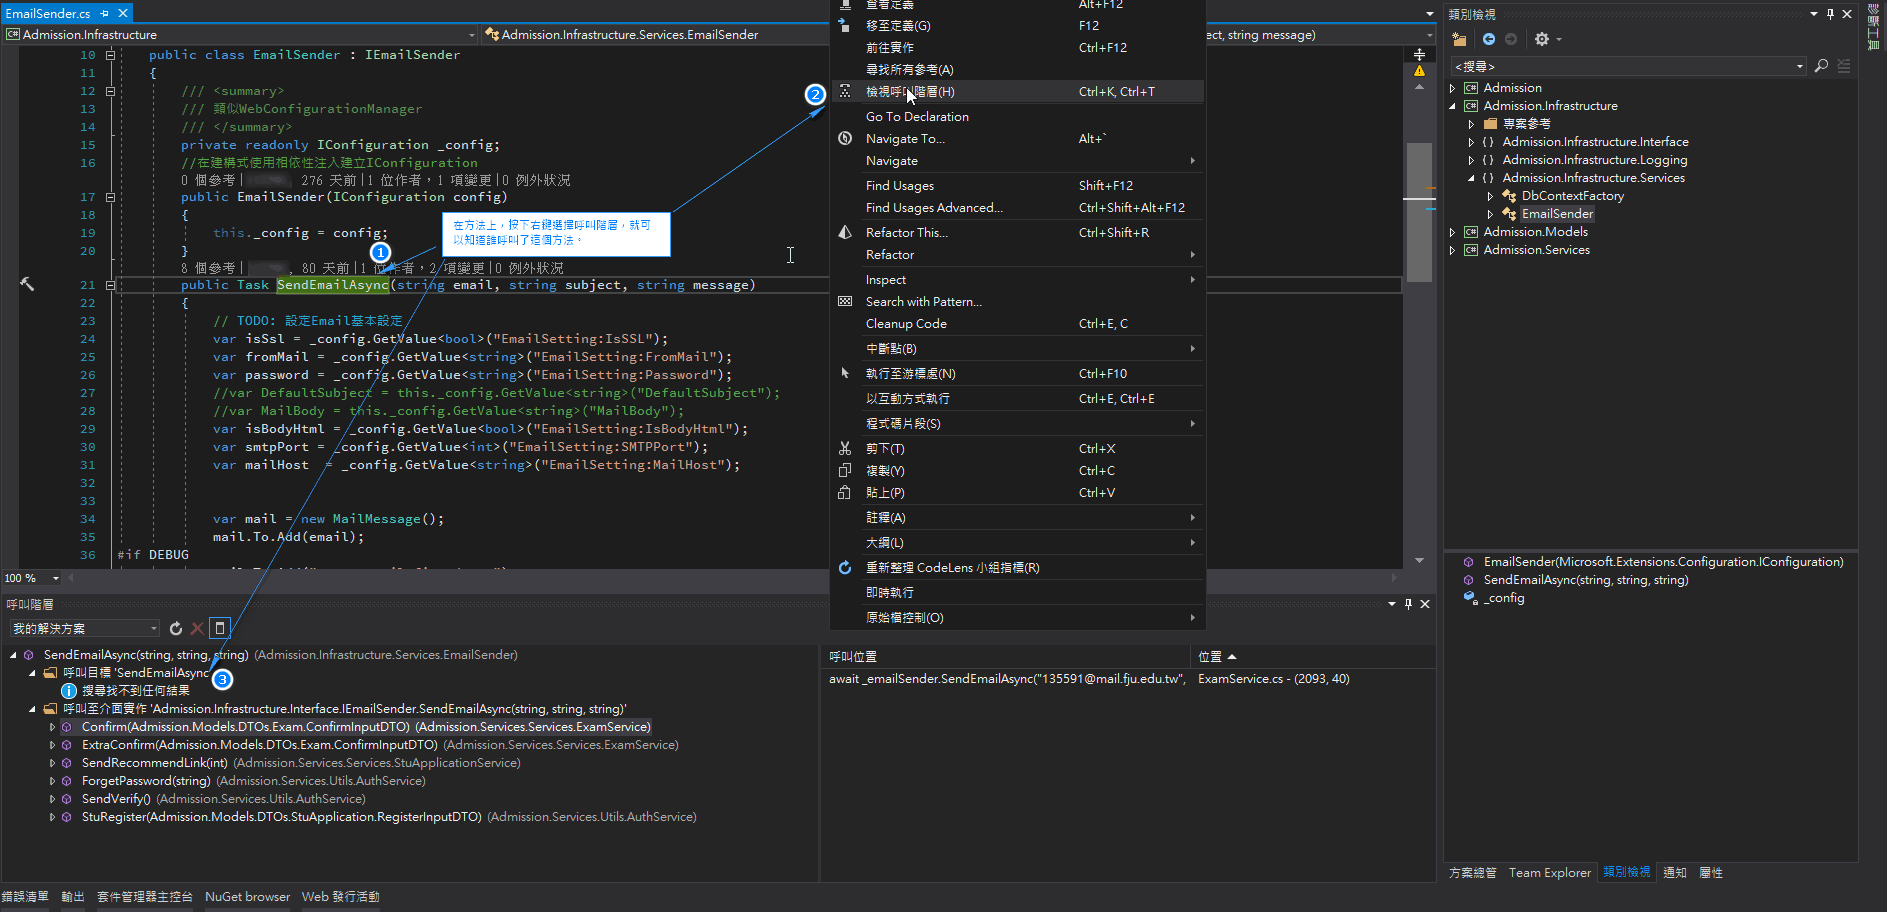 EmailSender.cs
Admission.Infrastructure
Admission.Infrastructure.Services.EmailSender
ect, string message)
10 public class EmailSender : IEmailSender
11 {
12 /// <summary>
13 /// 類似WebConfigurationManager
14 /// </summary>
15 private readonly IConfiguration _config;
16 //在建構式使用相依性注入建立IConfiguration
0 個參考| , 276 天前|1 位作者，1 項變更|0 例外狀況
17 public EmailSender(IConfiguration config)
18 {
19 this._config = config;
20 }
8 個參考| , 80 天前|1 位作者，2 項變更|0 例外狀況
21 public Task SendEmailAsync(string email, string subject, string message)
22 {
23 // TODO: 設定Email基本設定
24 var isSsl = _config.GetValue<bool>("EmailSetting:IsSSL");
25 var fromMail = _config.GetValue<string>("EmailSetting:FromMail");
26 var password = _config.GetValue<string>("EmailSetting:Password");
27 //var DefaultSubject = this._config.GetValue<string>("DefaultSubject");
28 //var MailBody = this._config.GetValue<string>("MailBody");
29 var isBodyHtml = _config.GetValue<bool>("EmailSetting:IsBodyHtml");
30 var smtpPort = _config.GetValue<int>("EmailSetting:SMTPPort");
31 var mailHost = _config.GetValue<string>("EmailSetting:MailHost");
32
33
34 var mail = new MailMessage();
35 mail.To.Add(email);
36 #if DEBUG
100 %
1
在方法上，按下右鍵選擇呼叫階層，就可
以知道誰呼叫了這個方法。
2
3
查看定義 Alt+F12
移至定義(G) F12
前往實作 Ctrl+F12
尋找所有參考(A)
檢視呼叫階層(H) Ctrl+K, Ctrl+T
Go To Declaration
Navigate To... Alt+`
Navigate
Find Usages Shift+F12
Find Usages Advanced... Ctrl+Shift+Alt+F12
Refactor This... Ctrl+Shift+R
Refactor
Inspect
Search with Pattern...
Cleanup Code Ctrl+E, C
中斷點(B)
執行至游標處(N) Ctrl+F10
以互動方式執行 Ctrl+E, Ctrl+E
程式碼片段(S)
剪下(T) Ctrl+X
複製(Y) Ctrl+C
貼上(P) Ctrl+V
註釋(A)
大綱(L)
重新整理 CodeLens 小組指標(R)
即時執行
原始檔控制(O)
呼叫階層
我的解決方案
SendEmailAsync(string, string, string) (Admission.Infrastructure.Services.EmailSender)
呼叫目標 'SendEmailAsync'
搜尋找不到任何結果
呼叫至介面實作 'Admission.Infrastructure.Interface.IEmailSender.SendEmailAsync(string, string, string)'
Confirm(Admission.Models.DTOs.Exam.ConfirmInputDTO) (Admission.Services.Services.ExamService)
ExtraConfirm(Admission.Models.DTOs.Exam.ConfirmInputDTO) (Admission.Services.Services.ExamService)
SendRecommendLink(int) (Admission.Services.Services.StuApplicationService)
ForgetPassword(string) (Admission.Services.Utils.AuthService)
SendVerify() (Admission.Services.Utils.AuthService)
StuRegister(Admission.Models.DTOs.StuApplication.RegisterInputDTO) (Admission.Services.Utils.AuthService)
呼叫位置 位置
await _emailSender.SendEmailAsync("135591@mail.fju.edu.tw", ExamService.cs - (2093, 40)
錯誤清單 輸出 套件管理器主控台 NuGet browser Web 發行活動
類別檢視
<搜尋>
Admission
Admission.Infrastructure
專案參考
Admission.Infrastructure.Interface
Admission.Infrastructure.Logging
Admission.Infrastructure.Services
DbContextFactory
EmailSender
Admission.Models
Admission.Services
EmailSender(Microsoft.Extensions.Configuration.IConfiguration)
SendEmailAsync(string, string, string)
_config
方案總管 Team Explorer 類別檢視 通知 屬性
診斷工具